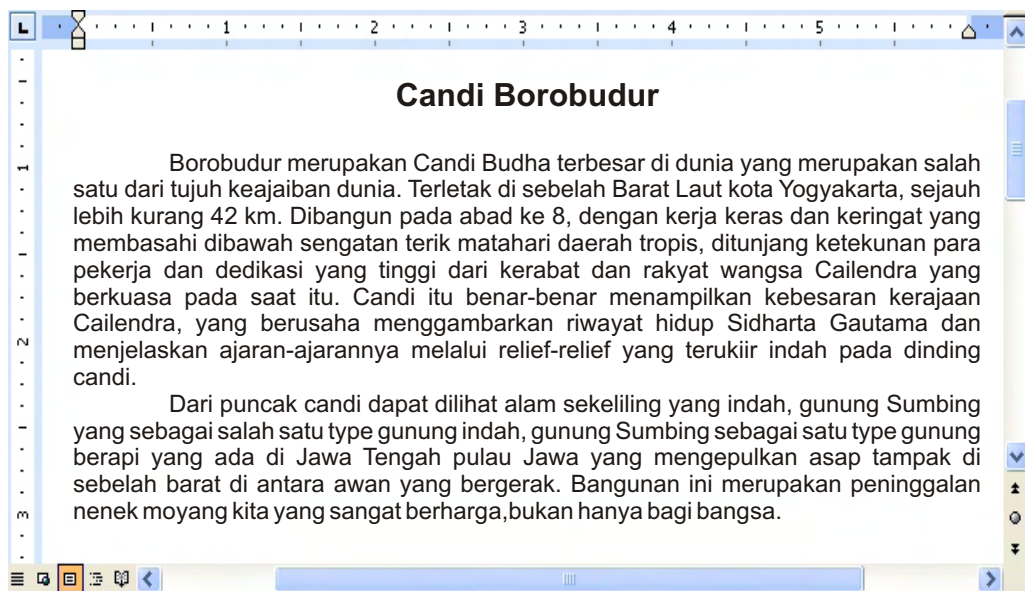 1 2 3 4 5
Candi Borobudur
Borobudur merupakan Candi Budha terbesar di dunia yang merupakan salah
satu dari tujuh keajaiban dunia. Terletak di sebelah Barat Laut kota Yogyakarta, sejauh
lebih kurang 42 km. Dibangun pada abad ke 8, dengan kerja keras dan keringat yang
membasahi dibawah sengatan terik matahari daerah tropis, ditunjang ketekunan para
pekerja dan dedikasi yang tinggi dari kerabat dan rakyat wangsa Cailendra yang
berkuasa pada saat itu. Candi itu benar-benar menampilkan kebesaran kerajaan
Cailendra, yang berusaha menggambarkan riwayat hidup Sidharta Gautama dan
menjelaskan ajaran-ajarannya melalui relief-relief yang terukiir indah pada dinding
candi.
Dari puncak candi dapat dilihat alam sekeliling yang indah, gunung Sumbing
yang sebagai salah satu type gunung indah, gunung Sumbing sebagai satu type gunung
berapi yang ada di Jawa Tengah pulau Jawa yang mengepulkan asap tampak di
sebelah barat di antara awan yang bergerak. Bangunan ini merupakan peninggalan
nenek moyang kita yang sangat berharga,bukan hanya bagi bangsa.
1
2
3